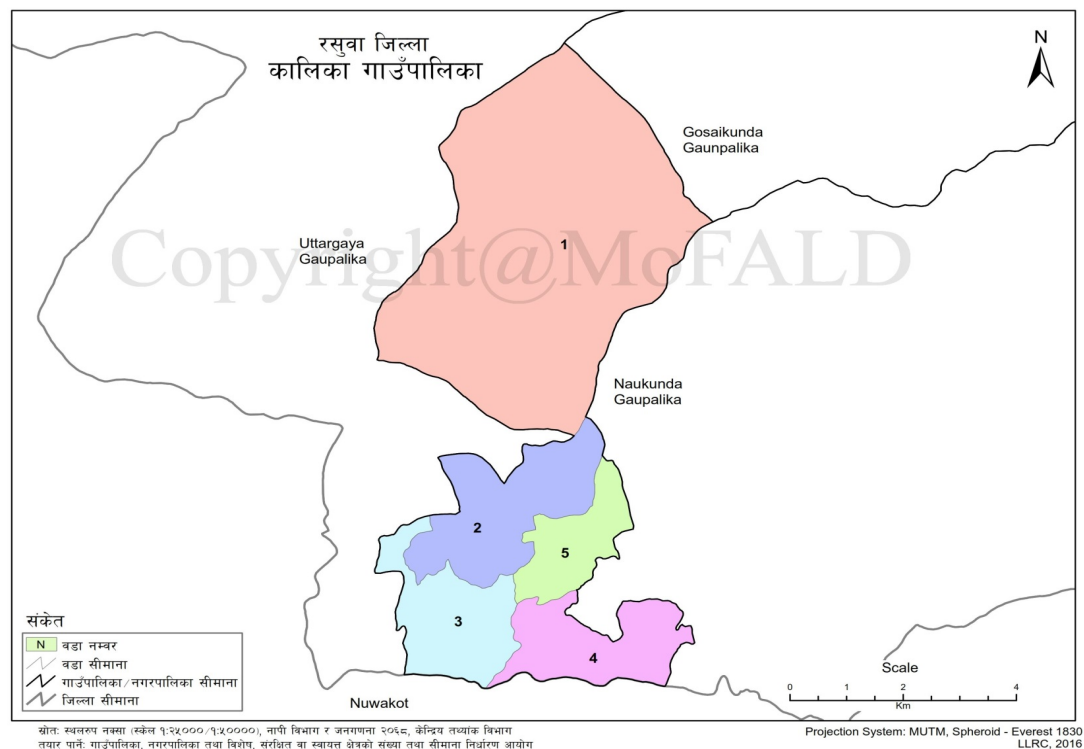 रसुवा जिल्ला
कालिका गाउँपालिका
N
Gosaikunda
Gaunpalika
Uttargaya
Gaupalika
1
Copyright@MoFALD
Naukunda
Gaupalika
2
5
3
4
संकेत
N वडा नम्बर
वडा सीमाना
गाउँपालिका/नगरपालिका सीमाना
जिल्ला सीमाना
Nuwakot
Scale
0 1 2 4
Km
स्रोतः स्थलरुप नक्सा (स्केल १:२५०००/१:५००००), नापी विभाग र जनगणना २०६८, केन्द्रिय तथ्यांक विभाग
तयार पार्नेः गाउँपालिका, नगरपालिका तथा विशेष, संरक्षित वा स्वायत्त क्षेत्रको संख्या तथा सीमाना निर्धारण आयोग
Projection System: MUTM, Spheroid - Everest 1830
LLRC, 2016